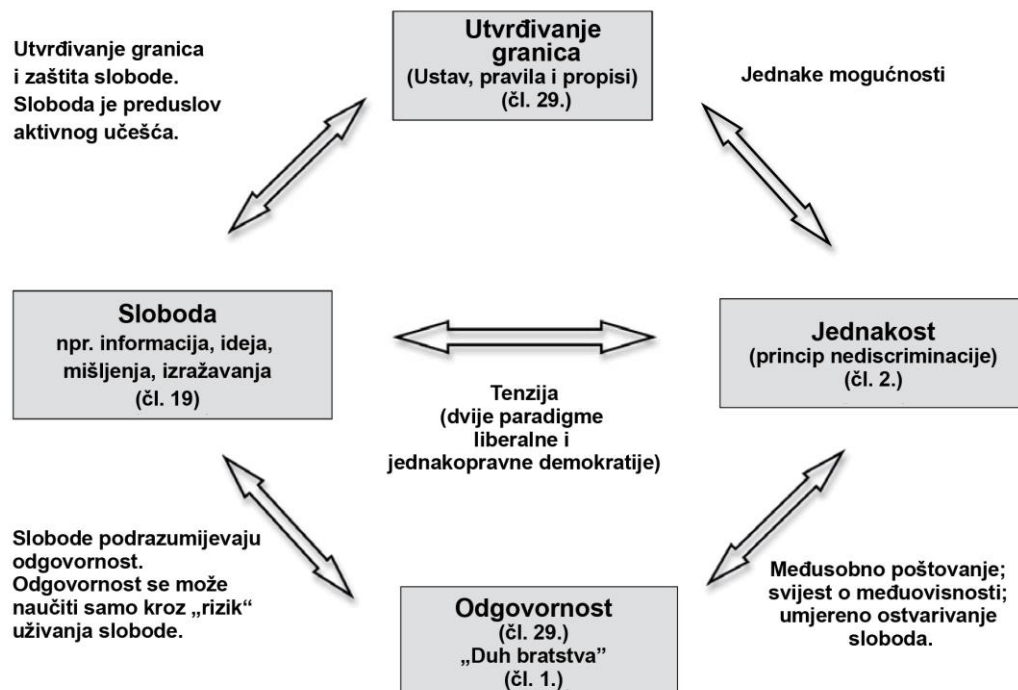 Utvrđivanje granica
i zaštita slobode.
Sloboda je preduslov
aktivnog učešća.
Utvrđivanje
granica
(Ustav, pravila i propisi)
(čl. 29.)
Jednake mogućnosti
Sloboda
npr. informacija, ideja,
mišljenja, izražavanja
(čl. 19)
Tenzija
(dvije paradigme
liberalne i
jednakopravne demokratije)
Jednakost
(princip nediscriminacije)
(čl. 2.)
Slobode podrazumijevaju
odgovornost.
Odgovornost se može
naučiti samo kroz „rizik“
uživanja slobode.
Odgovornost
(čl. 29.)
„Duh bratstva”
(čl. 1.)
Međusobno poštovanje;
svijest o međuovisnosti;
umjereno ostvarivanje
sloboda.